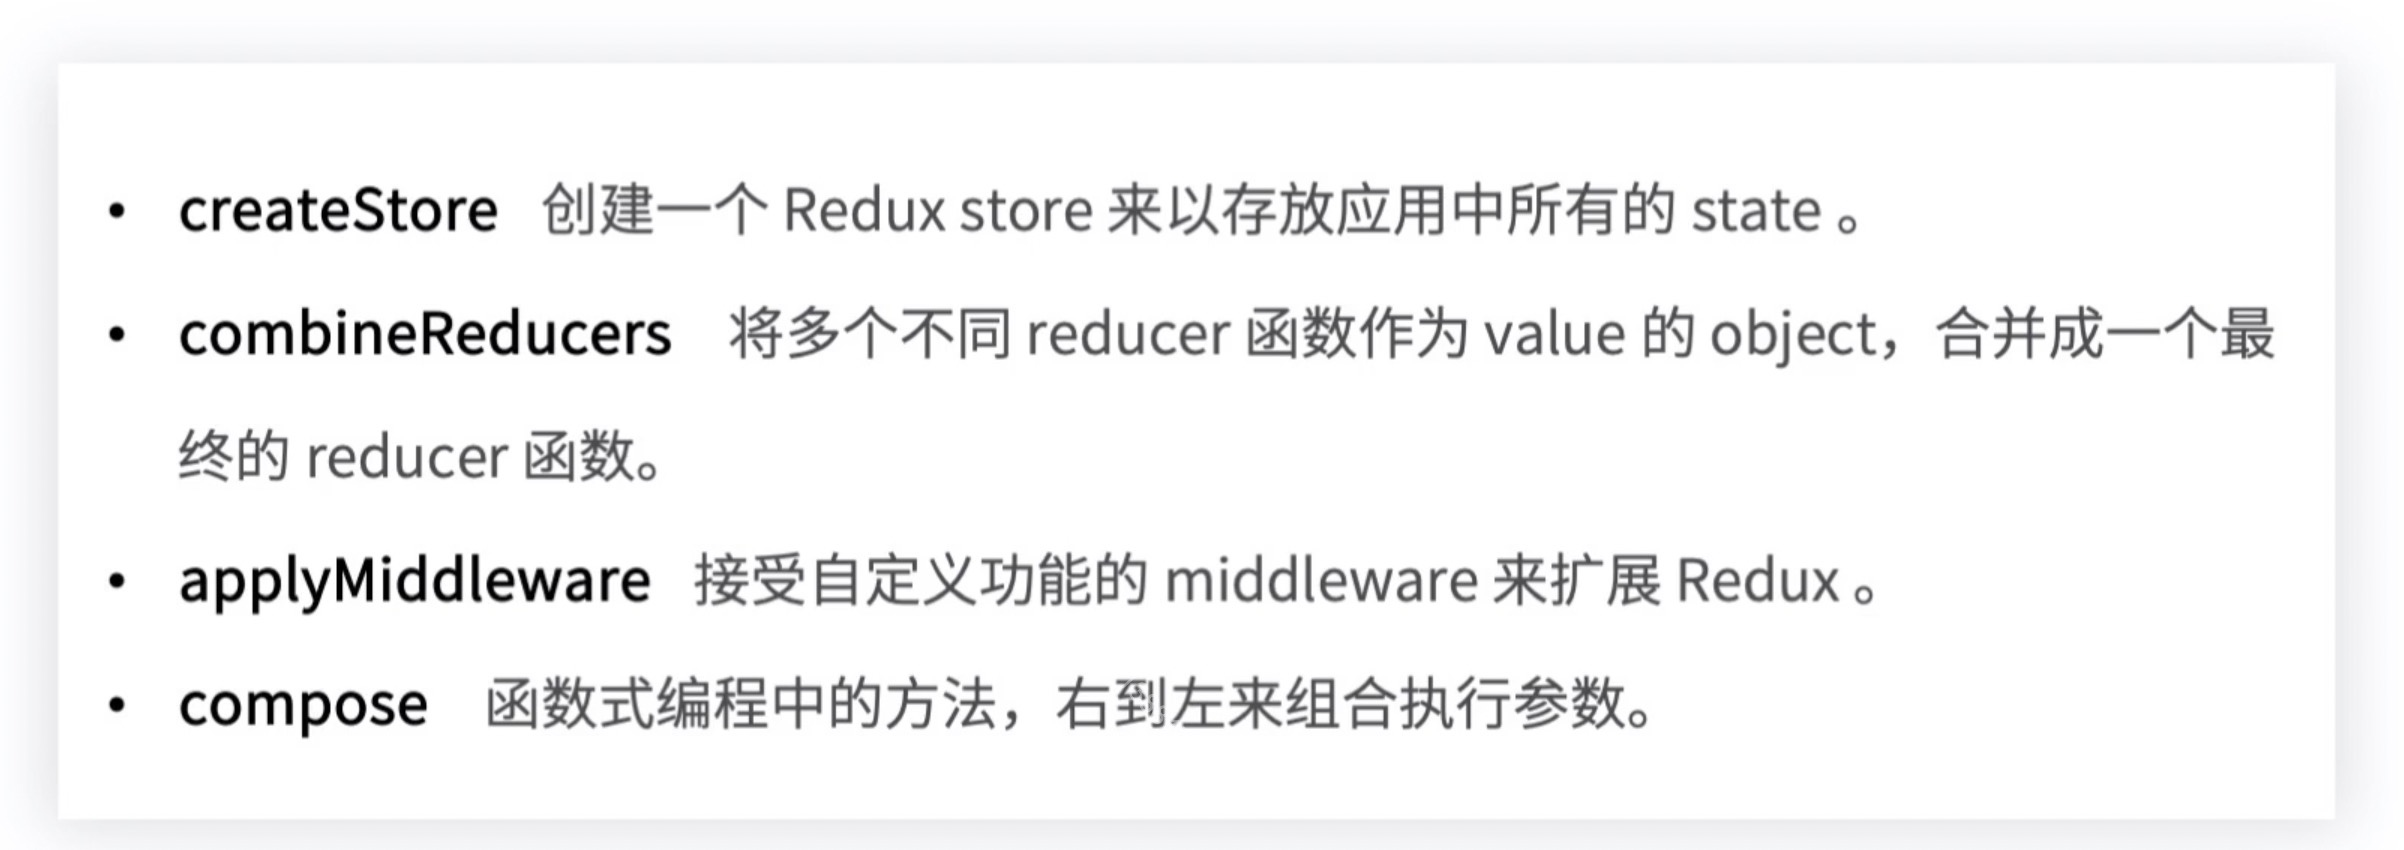 • createStore 创建一个 Redux store 来以存放应用中所有的 state 。
• combineReducers 将多个不同 reducer 函数作为 value 的 object，合并成一个最
终的 reducer 函数。
• applyMiddleware 接受自定义功能的 middleware 来扩展 Redux 。
• compose 函数式编程中的方法，右到左来组合执行参数。